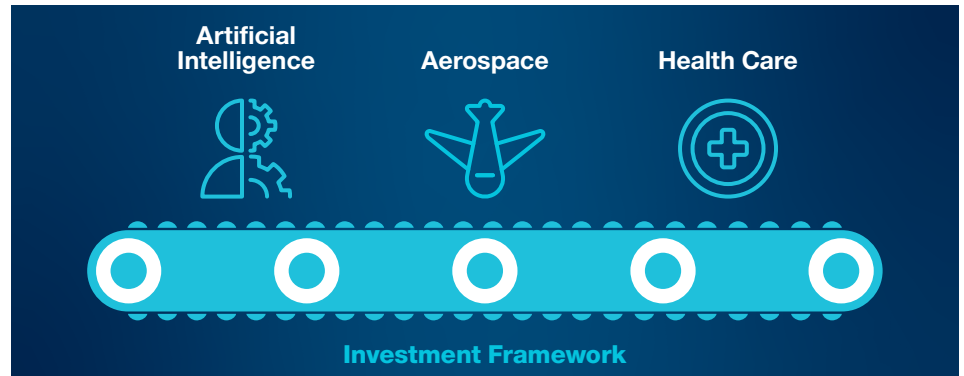 Artificial
Intelligence
Aerospace
Health Care
Investment Framework